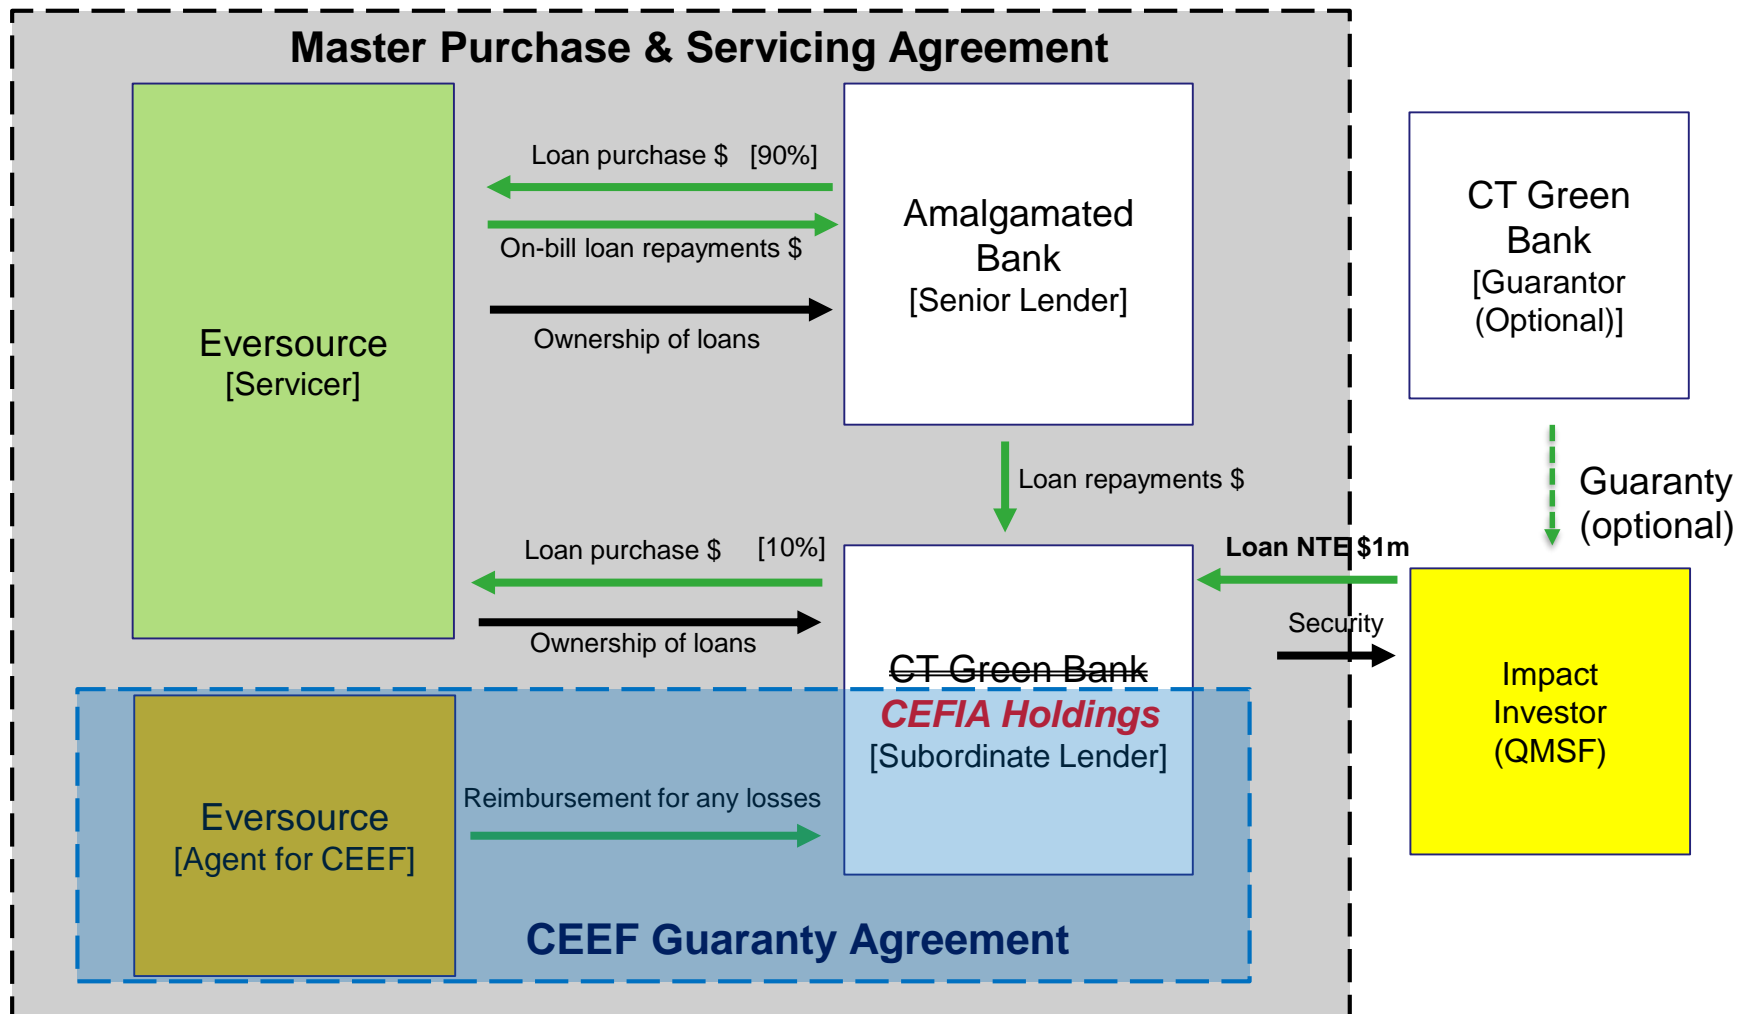 Master Purchase & Servicing Agreement
Eversource
[Servicer]
Loan purchase $ [90%]
On-bill loan repayments $
Ownership of loans
Amalgamated
Bank
[Senior Lender]
CT Green
Bank
[Guarantor
(Optional)]
Loan repayments $
Guaranty
(optional)
Loan purchase $ [10%]
Ownership of loans
Loan NTE $1m
Security
CT Green Bank
CEFIA Holdings
[Subordinate Lender]
Impact
Investor
(QMSF)
Eversource
[Agent for CEEF]
Reimbursement for any losses
CEEF Guaranty Agreement